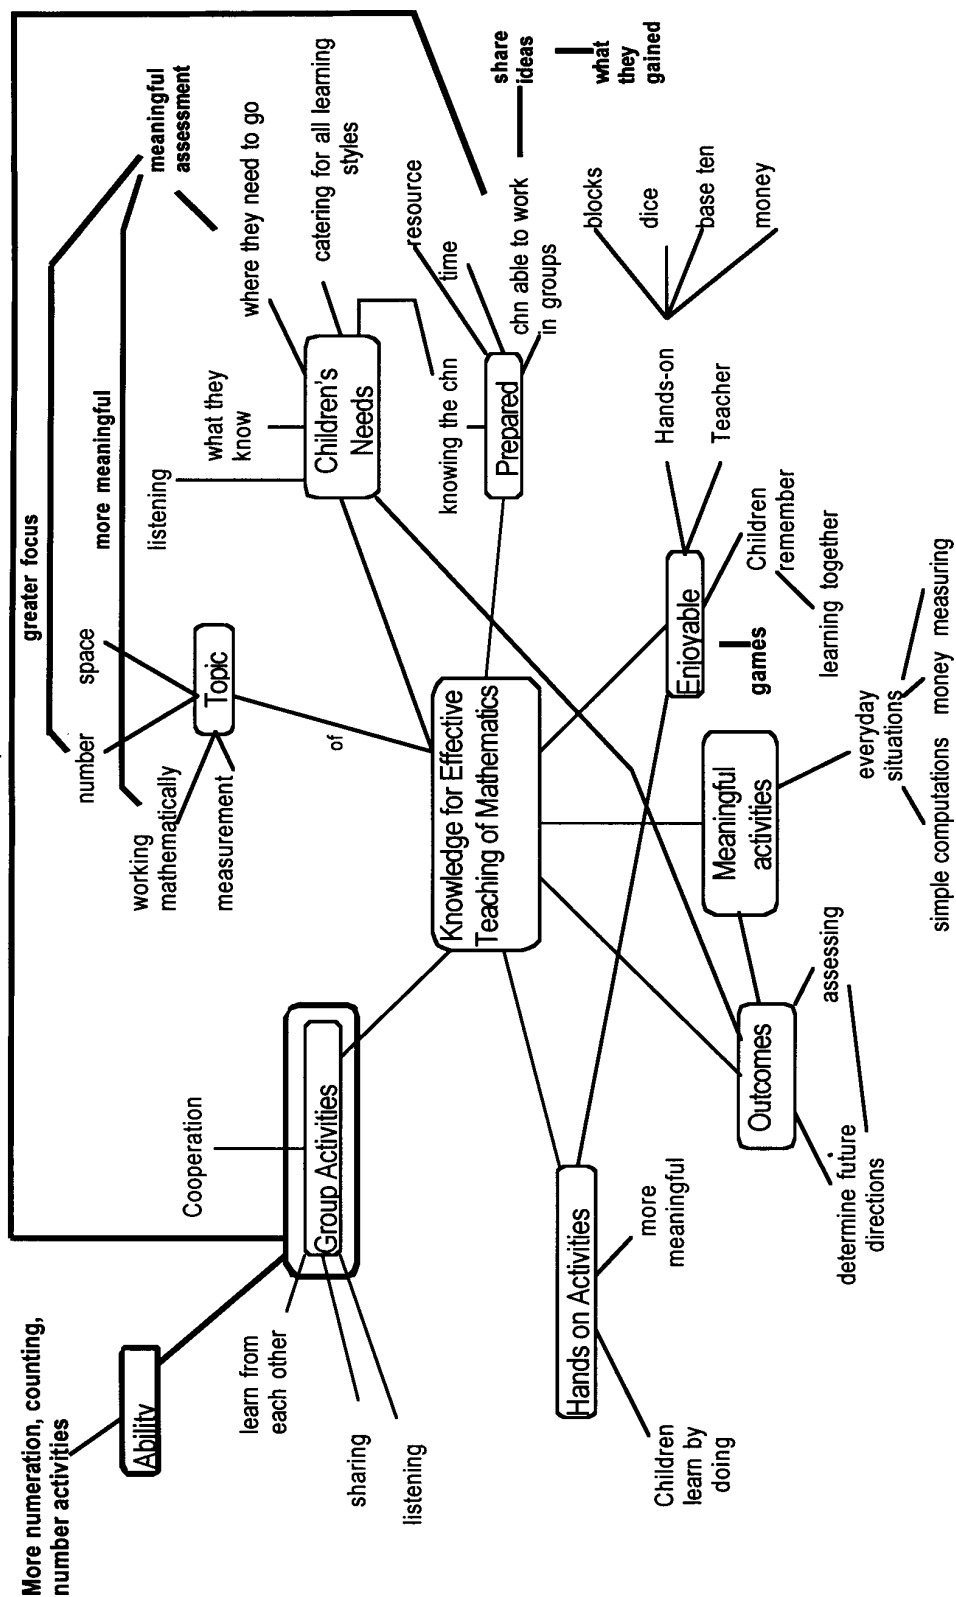 More numeration, counting,
number activities
Ability
Cooperation
Group Activities
learn from
each other
sharing
listening
greater focus
more meaningful
meaningful
assessment
number
space
working
mathematically
measurement
Topic
of
listening
what they
know
where they need to go
catering for all learning
styles
Children's
Needs
knowing the chn
time
resource
chn able to work
in groups
Prepared
share
ideas
what
they
gained
Knowledge for Effective
Teaching of Mathematics
Hands on Activities
Children
learn by
doing
more
meaningful
Outcomes
assessing
determine future
directions
Meaningful
activities
everyday
situations
simple computations
money
measuring
Enjoyable
games
Children
remember
learning together
Hands-on
Teacher
blocks
dice
base ten
money